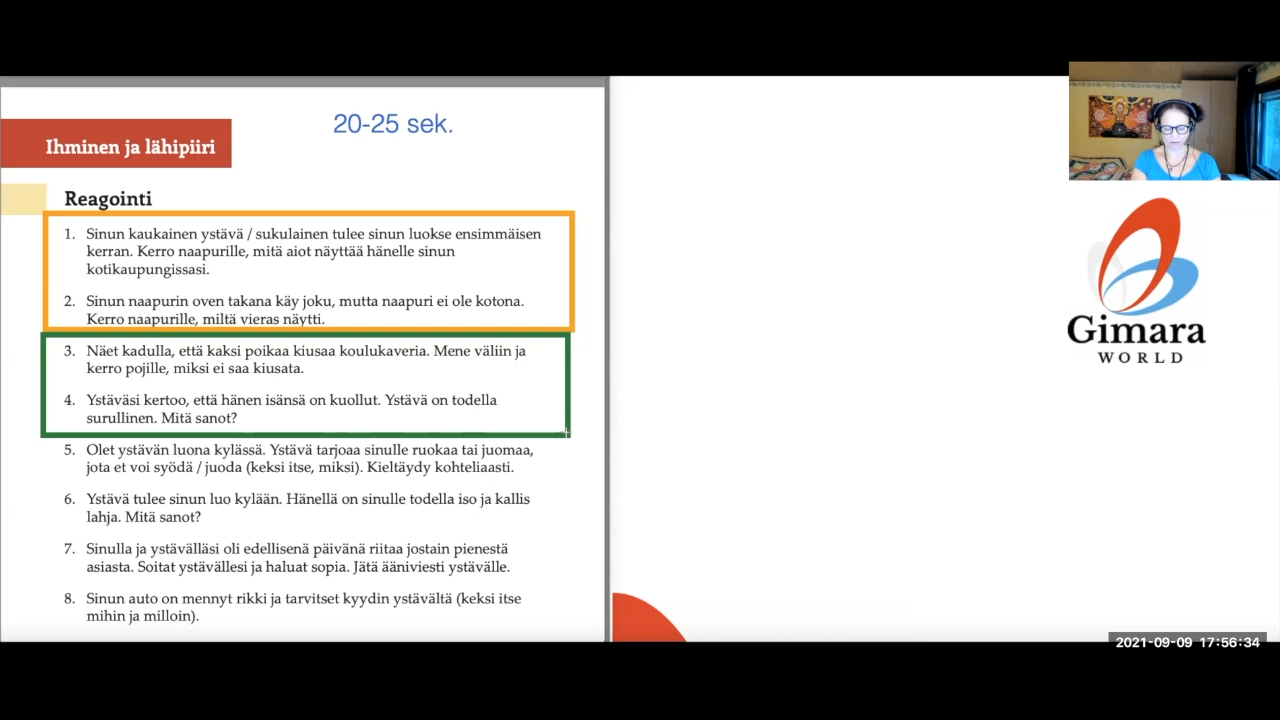 20-25 sek.
Ihminen ja lähipiiri
Reagointi
1. Sinun kaukainen ystävä / sukulainen tulee sinun luokse ensimmäisen
kerran. Kerro naapurille, mitä aiot näyttää hänelle sinun
kotikaupungissasi.
2. Sinun naapurin oven takana käy joku, mutta naapuri ei ole kotona.
Kerro naapurille, miltä vieras näytti.
3. Näet kadulla, että kaksi poikaa kiusaa koulukaveria. Mene väliin ja
kerro pojille, miksi ei saa kiusata.
4. Ystäväsi kertoo, että hänen isänsä on kuollut. Ystävä on todella
surullinen. Mitä sanot?
5. Olet ystävän luona kylässä. Ystävä tarjoaa sinulle ruokaa tai juomaa,
jota et voi syödä / juoda (keksi itse, miksi). Kieltäydy kohteliaasti.
6. Ystävä tulee sinun luo kylään. Hänellä on sinulle todella iso ja kallis
lahja. Mitä sanot?
7. Sinulla ja ystävälläsi oli edellisenä päivänä riitaa jostain pienestä
asiasta. Soitat ystävällesi ja haluat sopia. Jätä ääniviesti ystävälle.
8. Sinun auto on mennyt rikki ja tarvitset kyydin ystävältä (keksi itse
mihin ja milloin).
Gimara
WORLD
2021-09-09 17:56:34